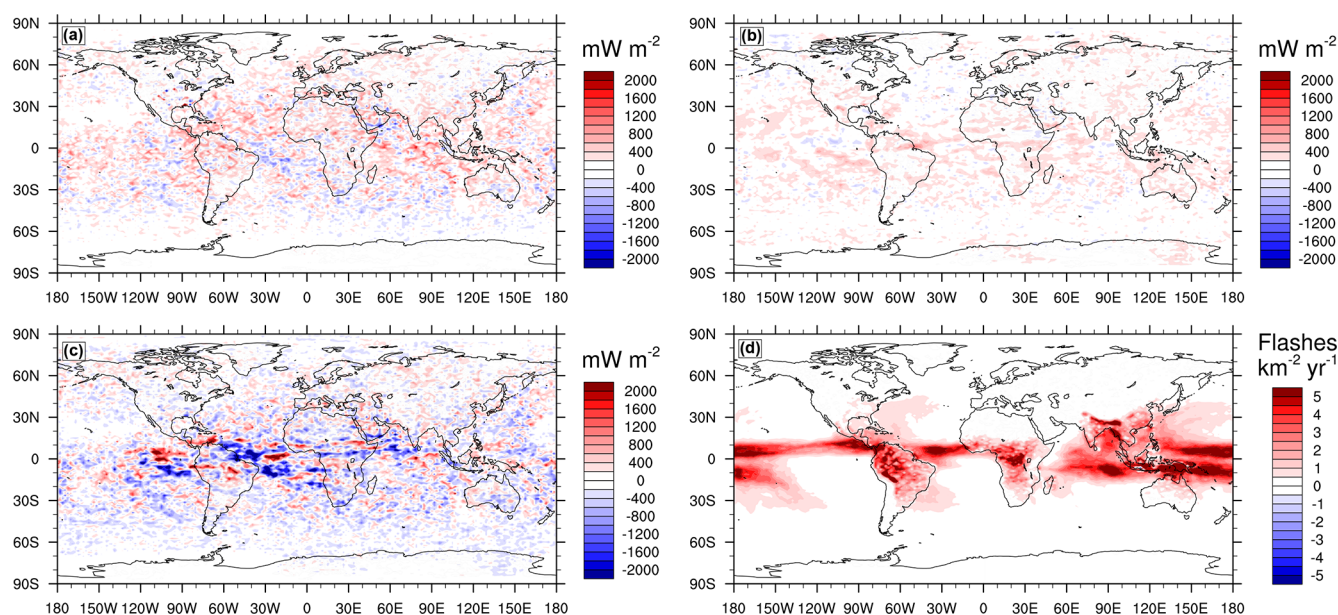 (a)
90N
60N
30N
0
30S
60S
90S
180 150W 120W 90W 60W 30W 0 30E 60E 90E 120E 150E 180
mW m⁻²
2000
1600
1200
800
400
0
-400
-800
-1200
-1600
-2000
(b)
90N
60N
30N
0
30S
60S
90S
180 150W 120W 90W 60W 30W 0 30E 60E 90E 120E 150E 180
mW m⁻²
2000
1600
1200
800
400
0
-400
-800
-1200
-1600
-2000
(c)
90N
60N
30N
0
30S
60S
90S
180 150W 120W 90W 60W 30W 0 30E 60E 90E 120E 150E 180
mW m⁻²
2000
1600
1200
800
400
0
-400
-800
-1200
-1600
-2000
(d)
90N
60N
30N
0
30S
60S
90S
180 150W 120W 90W 60W 30W 0 30E 60E 90E 120E 150E 180
Flashes
km⁻² yr⁻¹
5
4
3
2
1
0
-1
-2
-3
-4
-5